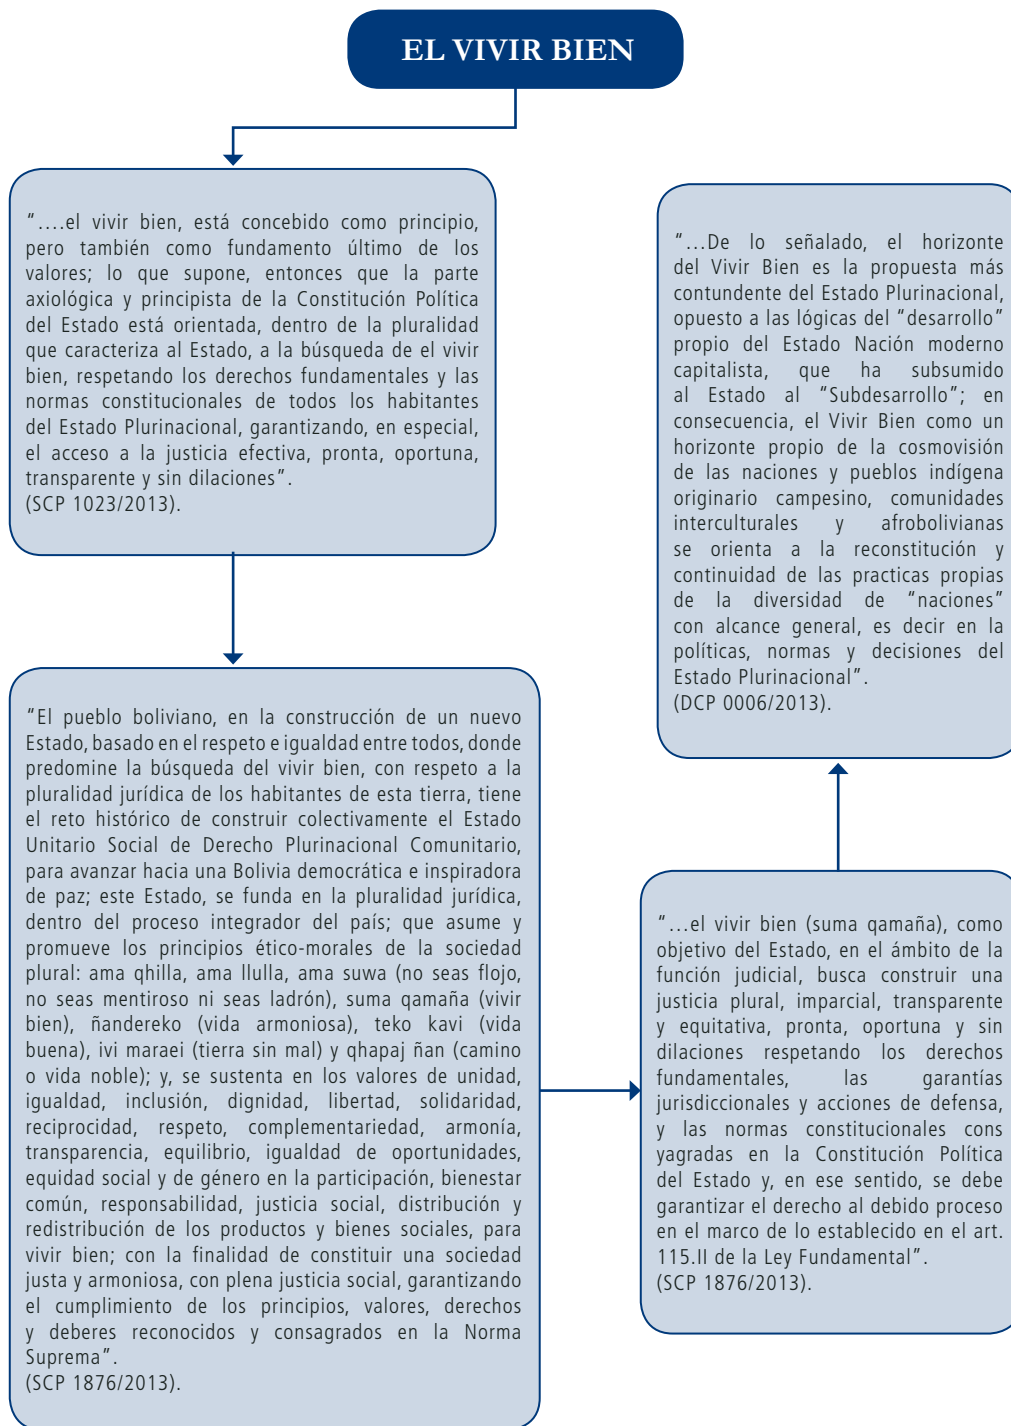 EL VIVIR BIEN
“....el vivir bien, está concebido como principio,
pero también como fundamento último de los
valores; lo que supone, entonces que la parte
axiológica y principista de la Constitución Política
del Estado está orientada, dentro de la pluralidad
que caracteriza al Estado, a la búsqueda de el vivir
bien, respetando los derechos fundamentales y las
normas constitucionales de todos los habitantes
del Estado Plurinacional, garantizando, en especial,
el acceso a la justicia efectiva, pronta, oportuna,
transparente y sin dilaciones”.
(SCP 1023/2013).
“El pueblo boliviano, en la construcción de un nuevo
Estado, basado en el respeto e igualdad entre todos, donde
predomine la búsqueda del vivir bien, con respeto a la
pluralidad jurídica de los habitantes de esta tierra, tiene
el reto histórico de construir colectivamente el Estado
Unitario Social de Derecho Plurinacional Comunitario,
para avanzar hacia una Bolivia democrática e inspiradora
de paz; este Estado, se funda en la pluralidad jurídica,
dentro del proceso integrador del país; que asume y
promueve los principios ético-morales de la sociedad
plural: ama qhilla, ama llulla, ama suwa (no seas flojo,
no seas mentiroso ni seas ladrón), suma qamaña (vivir
bien), ñandereko (vida armoniosa), teko kavi (vida
buena), ivi maraei (tierra sin mal) y qhapaj ñan (camino
o vida noble); y, se sustenta en los valores de unidad,
igualdad, inclusión, dignidad, libertad, solidaridad,
reciprocidad, respeto, complementariedad, armonía,
transparencia, equilibrio, igualdad de oportunidades,
equidad social y de género en la participación, bienestar
común, responsabilidad, justicia social, distribución y
redistribución de los productos y bienes sociales, para
vivir bien; con la finalidad de constituir una sociedad
justa y armoniosa, con plena justicia social, garantizando
el cumplimiento de los principios, valores, derechos
y deberes reconocidos y consagrados en la Norma
Suprema”.
(SCP 1876/2013).
“...el vivir bien (suma qamaña), como
objetivo del Estado, en el ámbito de la
función judicial, busca construir una
justicia plural, imparcial, transparente
y equitativa, pronta, oportuna y sin
dilaciones respetando los derechos
fundamentales, las garantías
jurisdiccionales y acciones de defensa,
y las normas constitucionales cons
yagradas en la Constitución Política
del Estado y, en ese sentido, se debe
garantizar el derecho al debido proceso
en el marco de lo establecido en el art.
115.II de la Ley Fundamental”.
(SCP 1876/2013).
“...De lo señalado, el horizonte
del Vivir Bien es la propuesta más
contundente del Estado Plurinacional,
opuesto a las lógicas del “desarrollo”
propio del Estado Nación moderno
capitalista, que ha subsumido
al Estado al “Subdesarrollo”; en
consecuencia, el Vivir Bien como un
horizonte propio de la cosmovisión
de las naciones y pueblos indígena
originario campesino, comunidades
interculturales y afrobolivianas
se orienta a la reconstitución y
continuidad de las practicas propias
de la diversidad de “naciones”
con alcance general, es decir en la
políticas, normas y decisiones del
Estado Plurinacional”.
(DCP 0006/2013).